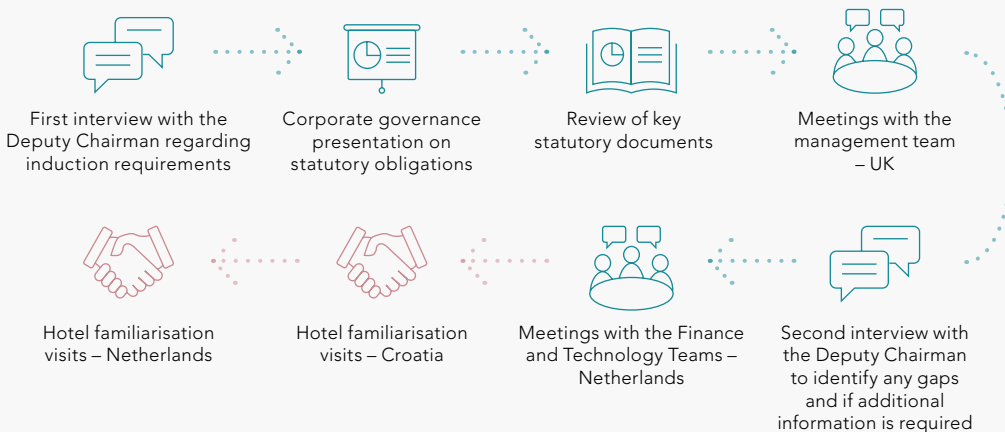 First interview with the
Deputy Chairman regarding
induction requirements
Corporate governance
presentation on
statutory obligations
Review of key
statutory documents
Meetings with the
management team
– UK
Second interview with
the Deputy Chairman
to identify any gaps
and if additional
information is required
Meetings with the Finance
and Technology Teams –
Netherlands
Hotel familiarisation
visits – Croatia
Hotel familiarisation
visits – Netherlands